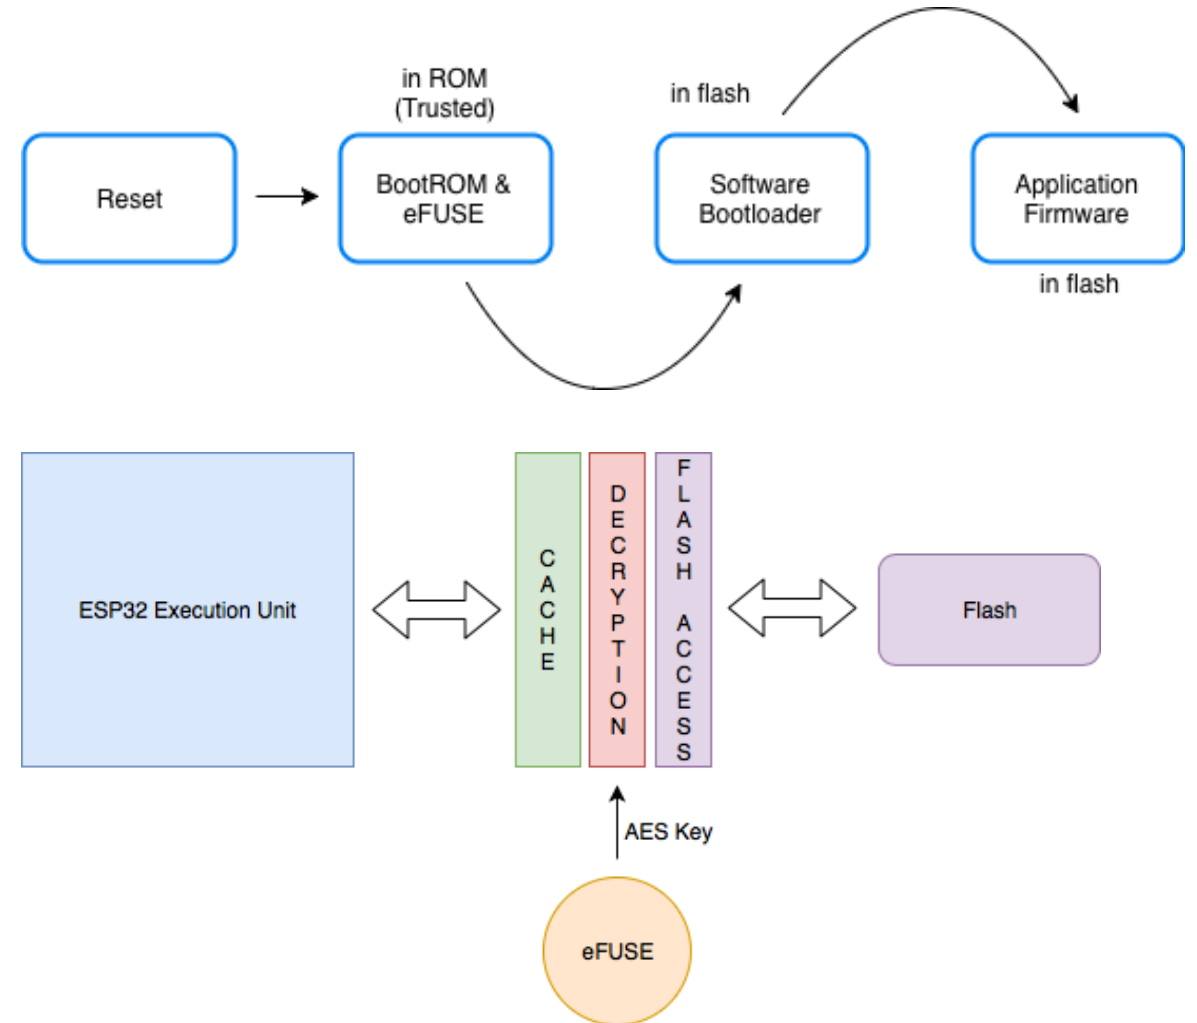 in ROM
(Trusted)
in flash
Reset
BootROM &
eFUSE
Software
Bootloader
Application
Firmware
in flash
ESP32 Execution Unit
CACHE
DECRYPTION
FLASH ACCESS
Flash
AES Key
eFUSE